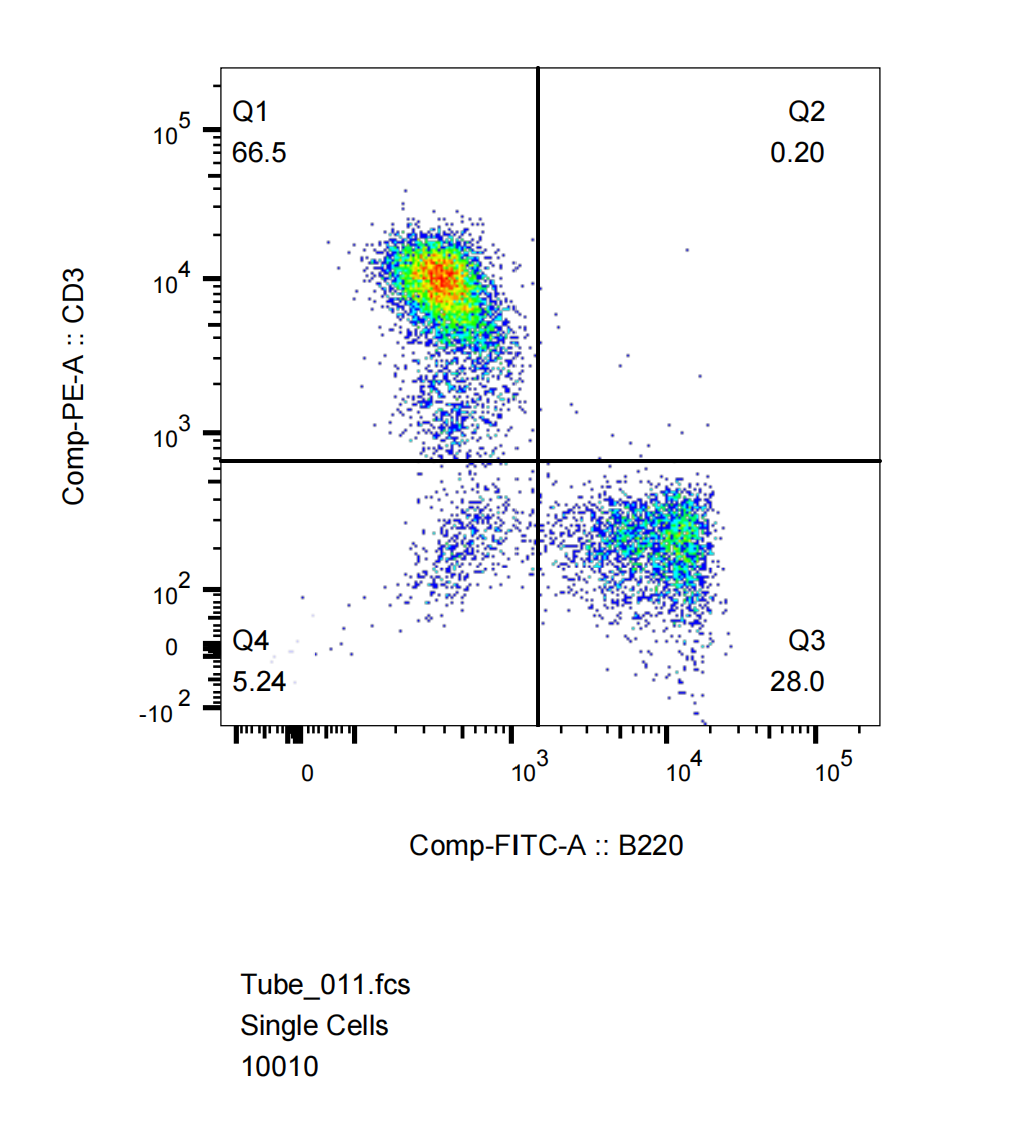 Q1
66.5
Q2
0.20
10^5
10^4
10^3
10^2
0
-10^2
Comp-PE-A :: CD3
Q4
5.24
Q3
28.0
0
10^3
10^4
10^5
Comp-FITC-A :: B220
Tube_011.fcs
Single Cells
10010